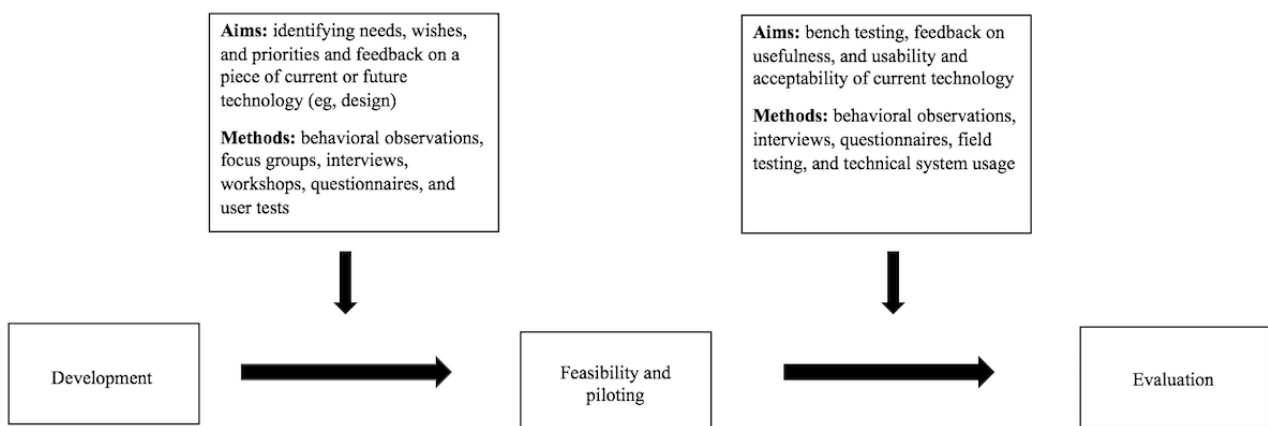 Aims: identifying needs, wishes,
and priorities and feedback on a
piece of current or future
technology (eg, design)
Methods: behavioral observations,
focus groups, interviews,
workshops, questionnaires, and
user tests
Aims: bench testing, feedback on
usefulness, and usability and
acceptability of current technology
Methods: behavioral observations,
interviews, questionnaires, field
testing, and technical system usage
Development
Feasibility and
piloting
Evaluation